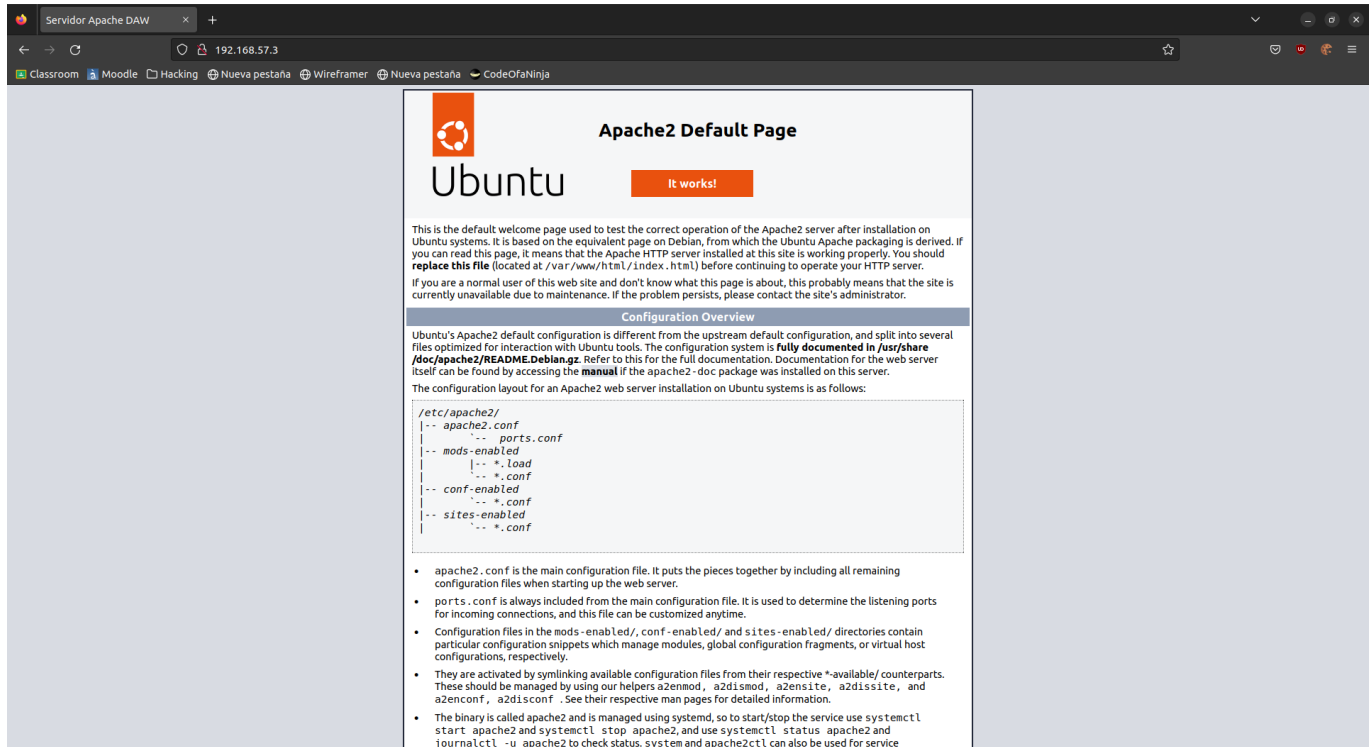 Servidor Apache DAW
192.168.57.3
Classroom Moodle Hacking Nueva pestaña Wireframer Nueva pestaña CodeOfaNinja
Ubuntu
Apache2 Default Page
It works!
This is the default welcome page used to test the correct operation of the Apache2 server after installation on
Ubuntu systems. It is based on the equivalent page on Debian, from which the Ubuntu Apache packaging is derived. If
you can read this page, it means that the Apache HTTP server installed at this site is working properly. You should
replace this file (located at /var/www/html/index.html) before continuing to operate your HTTP server.
If you are a normal user of this web site and don't know what this page is about, this probably means that the site is
currently unavailable due to maintenance. If the problem persists, please contact the site's administrator.
Configuration Overview
Ubuntu's Apache2 default configuration is different from the upstream default configuration, and split into several
files optimized for interaction with Ubuntu tools. The configuration system is fully documented in /usr/share
/doc/apache2/README.Debian.gz. Refer to this for the full documentation. Documentation for the web server
itself can be found by accessing the manual if the apache2-doc package was installed on this server.
The configuration layout for an Apache2 web server installation on Ubuntu systems is as follows:
/etc/apache2/
|-- apache2.conf
|       `--  ports.conf
|-- mods-enabled
|       |-- *.load
|       `-- *.conf
|-- conf-enabled
|       `-- *.conf
|-- sites-enabled
|       `-- *.conf
• apache2.conf is the main configuration file. It puts the pieces together by including all remaining
configuration files when starting up the web server.
• ports.conf is always included from the main configuration file. It is used to determine the listening ports
for incoming connections, and this file can be customized anytime.
• Configuration files in the mods-enabled/, conf-enabled/ and sites-enabled/ directories contain
particular configuration snippets which manage modules, global configuration fragments, or virtual host
configurations, respectively.
• They are activated by symlinking available configuration files from their respective *-available/ counterparts.
These should be managed by using our helpers a2enmod, a2dismod, a2ensite, a2dissite, and
a2enconf, a2disconf . See their respective man pages for detailed information.
• The binary is called apache2 and is managed using systemd, so to start/stop the service use systemctl
start apache2 and systemctl stop apache2, and use systemctl status apache2 and
journalctl -u apache2 to check status. system and apache2ctl can also be used for service